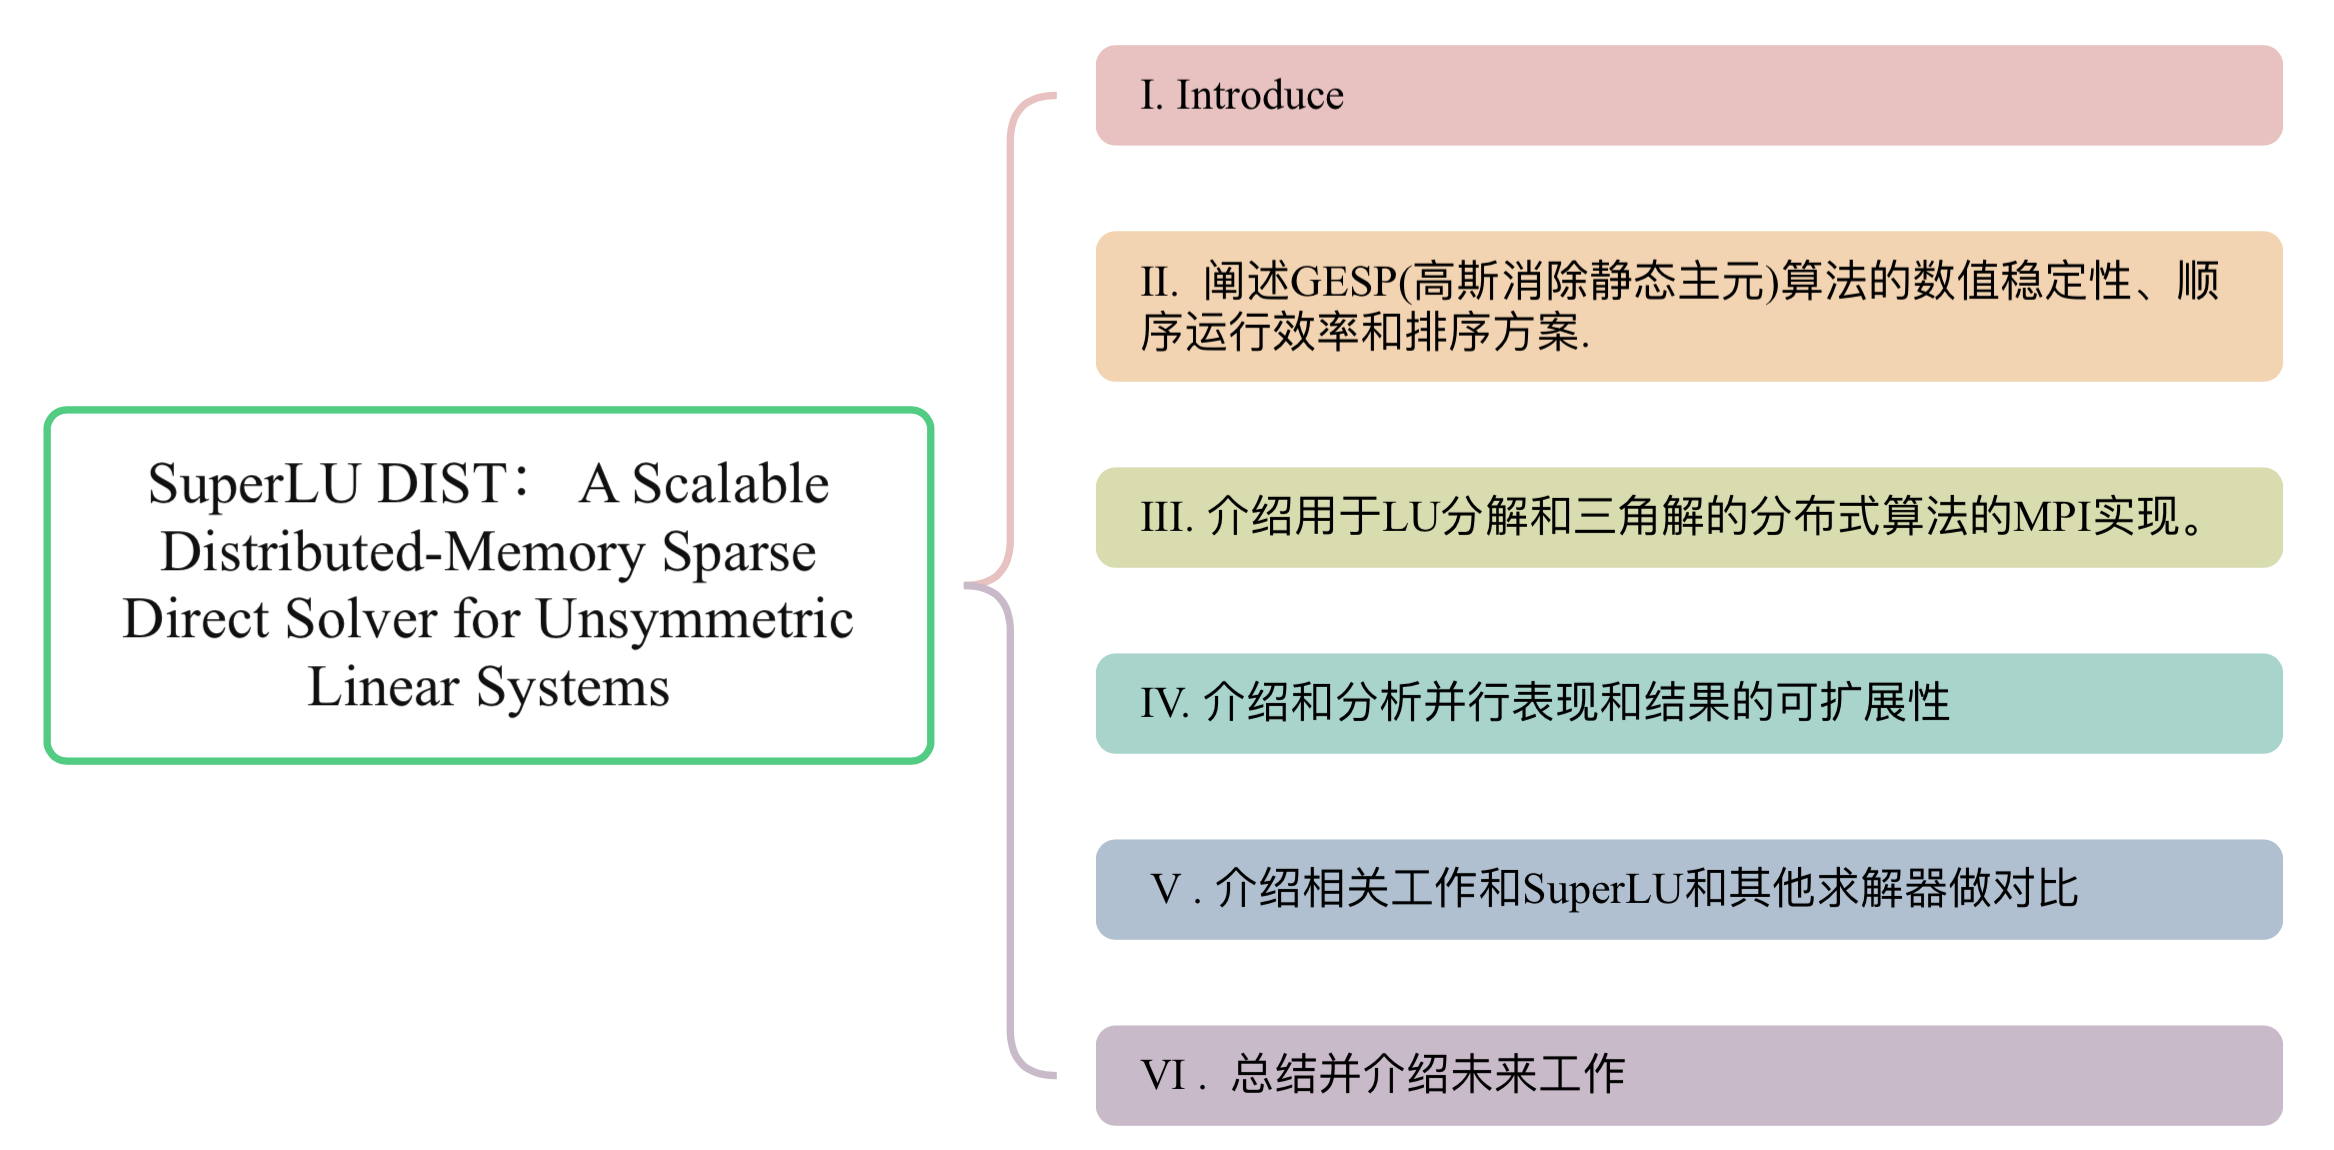 SuperLU DIST： A Scalable
Distributed-Memory Sparse
Direct Solver for Unsymmetric
Linear Systems
I. Introduce
II. 阐述GESP(高斯消除静态主元)算法的数值稳定性、顺
序运行效率和排序方案.
III. 介绍用于LU分解和三角解的分布式算法的MPI实现。
IV. 介绍和分析并行表现和结果的可扩展性
V . 介绍相关工作和SuperLU和其他求解器做对比
VI . 总结并介绍未来工作